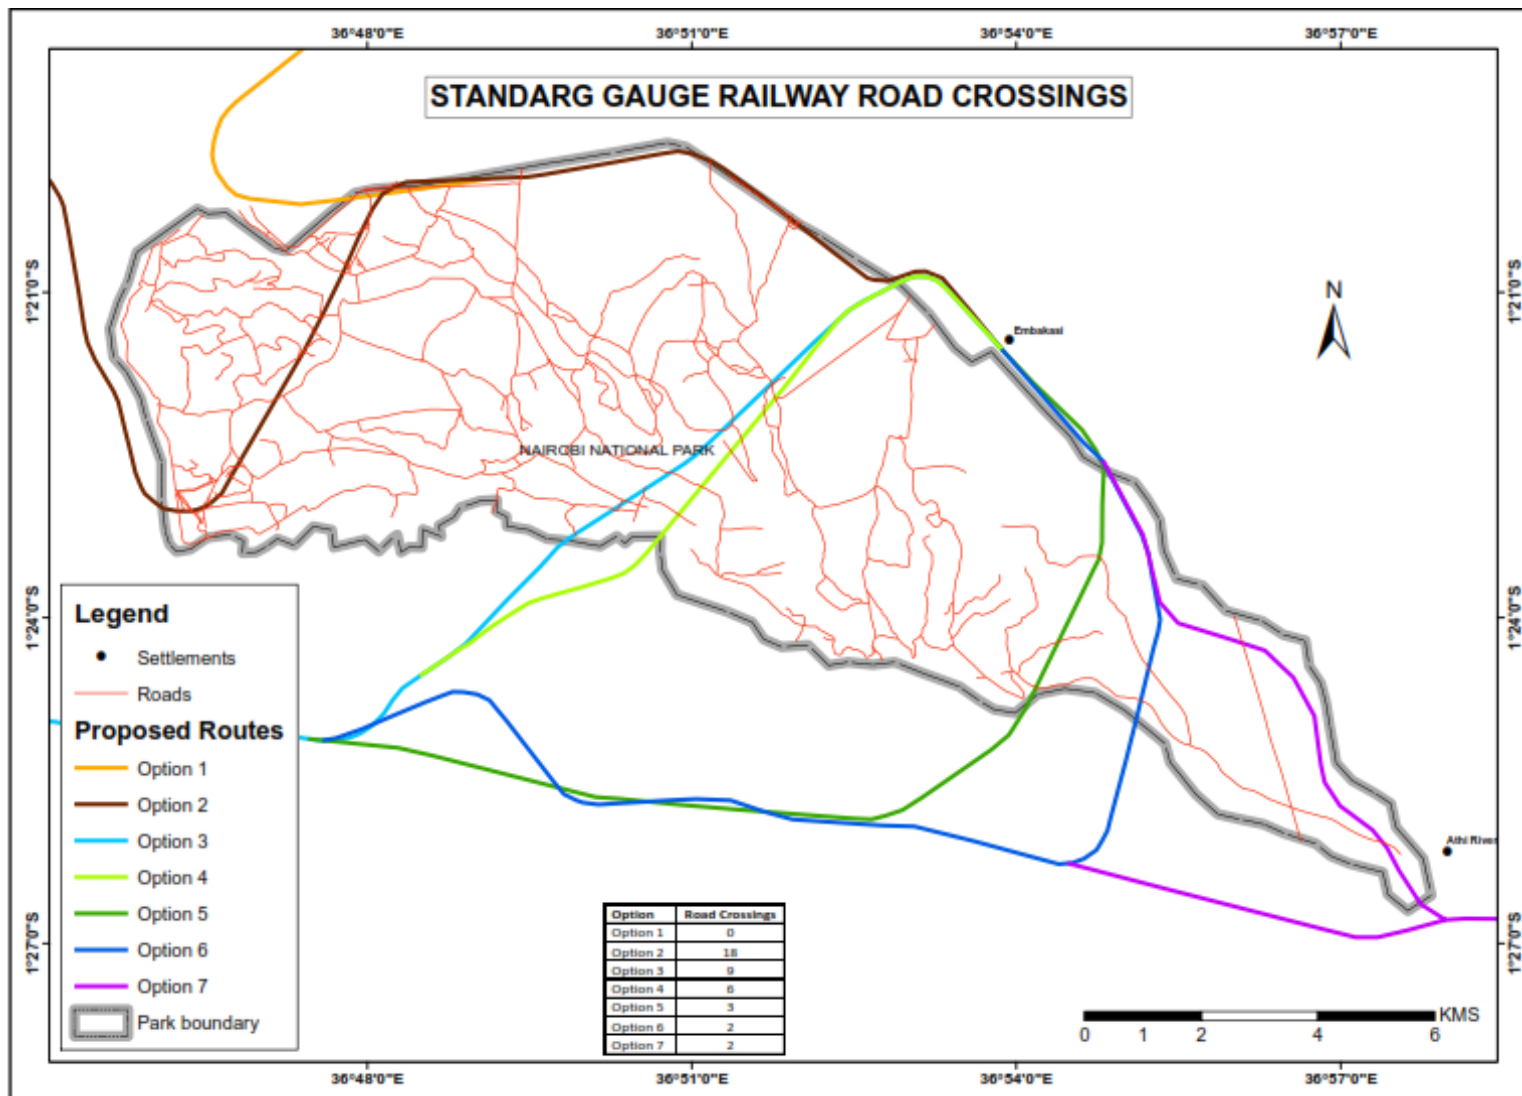 36°48'0"E 36°51'0"E 36°54'0"E 36°57'0"E
STANDARG GAUGE RAILWAY ROAD CROSSINGS
1°21'0"S 1°21'0"S
N
Embakasi
NAIROBI NATIONAL PARK
1°24'0"S 1°24'0"S
Legend
Settlements
Roads
Proposed Routes
Option 1
Option 2
Option 3
Option 4
Option 5
Option 6
Option 7
Park boundary
Athi River
Option Road Crossings
Option 1 0
Option 2 18
Option 3 9
Option 4 6
Option 5 3
Option 6 2
Option 7 2
1°27'0"S 1°27'0"S
KMS
0 1 2 4 6
36°48'0"E 36°51'0"E 36°54'0"E 36°57'0"E